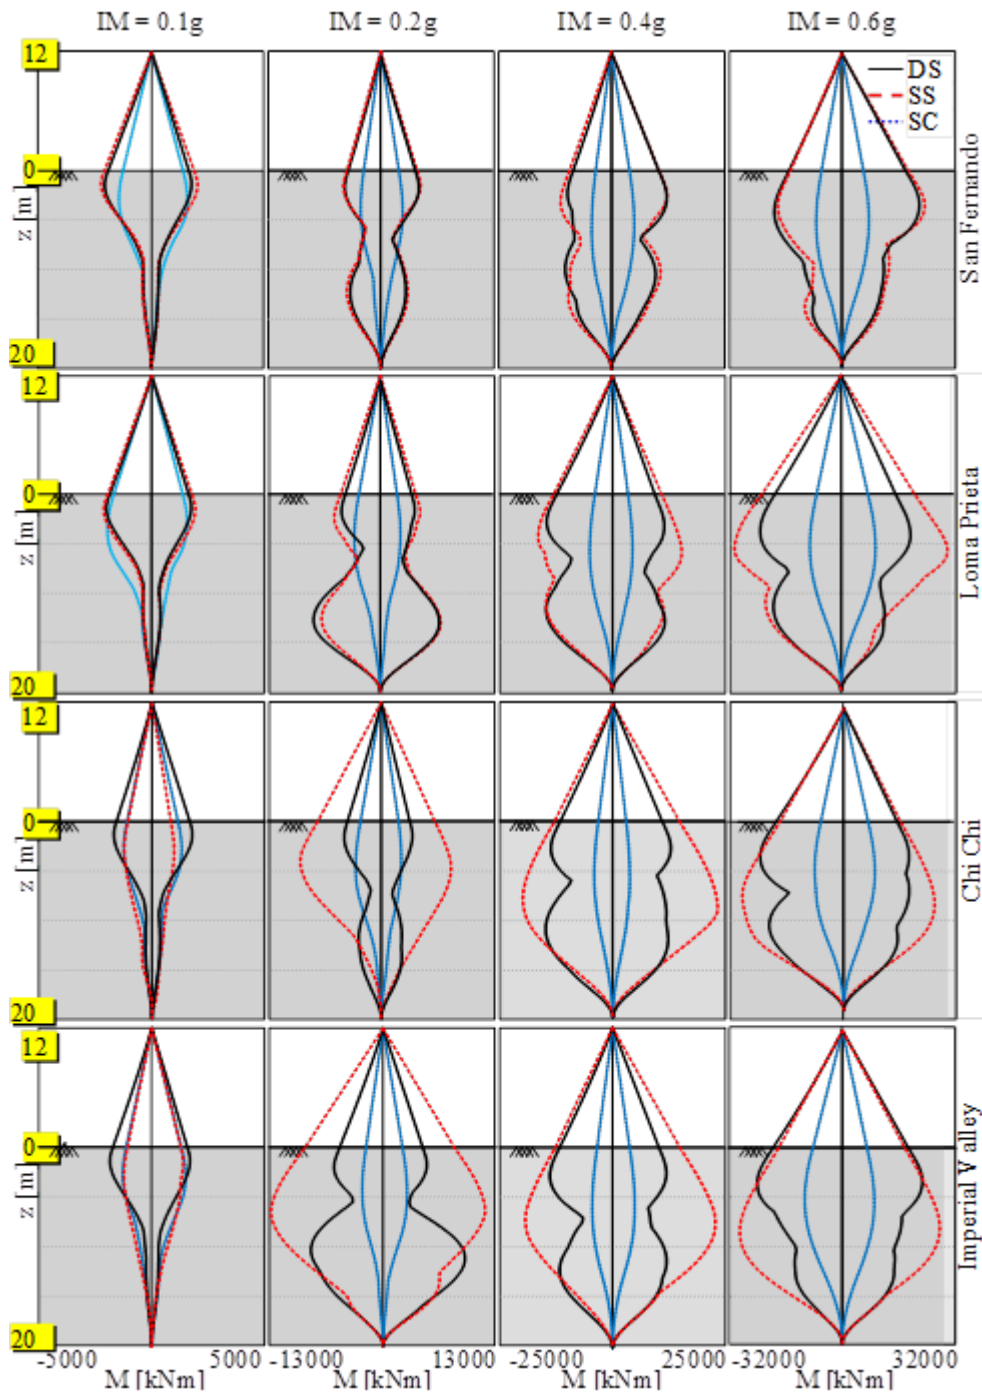 IM = 0.1g IM = 0.2g IM = 0.4g IM = 0.6g
12
0
z [m]
20
DS
SS
SC
San Fernando
12
0
z [m]
20
Loma Prieta
12
0
z [m]
20
Chi Chi
12
0
z [m]
20
Imperial Valley
-5000 5000 -13000 13000 -25000 25000 -32000 32000
M [kNm] M [kNm] M [kNm] M [kNm]